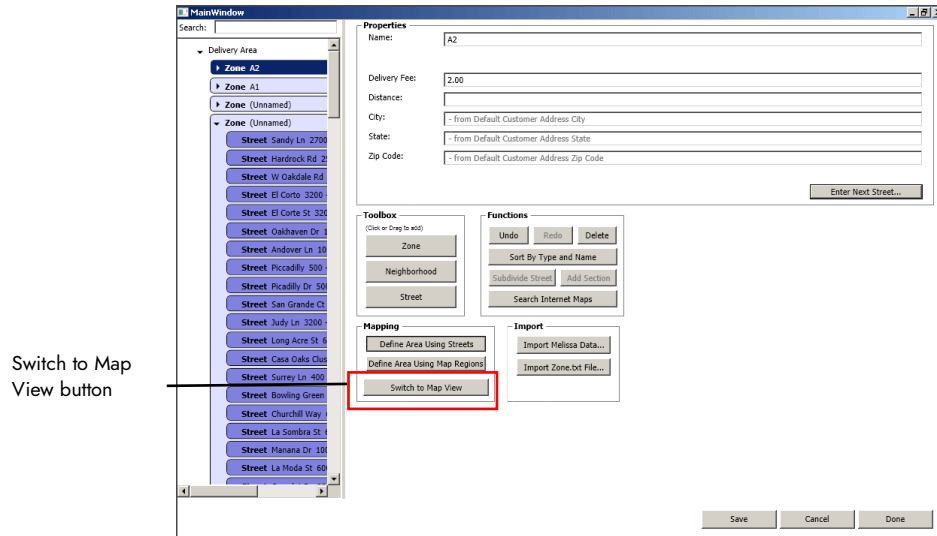 MainWindow
Search:
Delivery Area
Zone A2
Zone A1
Zone (Unnamed)
Zone (Unnamed)
Street Sandy Ln 2700
Street Hardrock Rd
Street W Oakdale Rd
Street El Corto 3200 -
Street El Corte St 320
Street Oakhaven Dr 1
Street Andover Ln 10
Street Piccadilly 500 -
Street Picadilly Dr 50
Street San Grande Ct
Street Judy Ln 3200 -
Street Long Acre St 6
Street Casa Oaks Clus
Street Surrey Ln 400
Street Bowling Green
Street Churchill Way
Street La Sombra St
Street Manana Dr 100
Street La Moda St 60
Properties
Name: A2
Delivery Fee: 2.00
Distance:
City: - from Default Customer Address City
State: - from Default Customer Address State
Zip Code: - from Default Customer Address Zip Code
Enter Next Street...
Toolbox
(Click or Drag to add)
Zone
Neighborhood
Street
Functions
Undo Redo Delete
Sort By Type and Name
Subdivide Street Add Section
Search Internet Maps
Mapping
Define Area Using Streets
Define Area Using Map Regions
Switch to Map View
Import
Import Melissa Data...
Import Zone.txt File...
Save Cancel Done
Switch to Map
View button